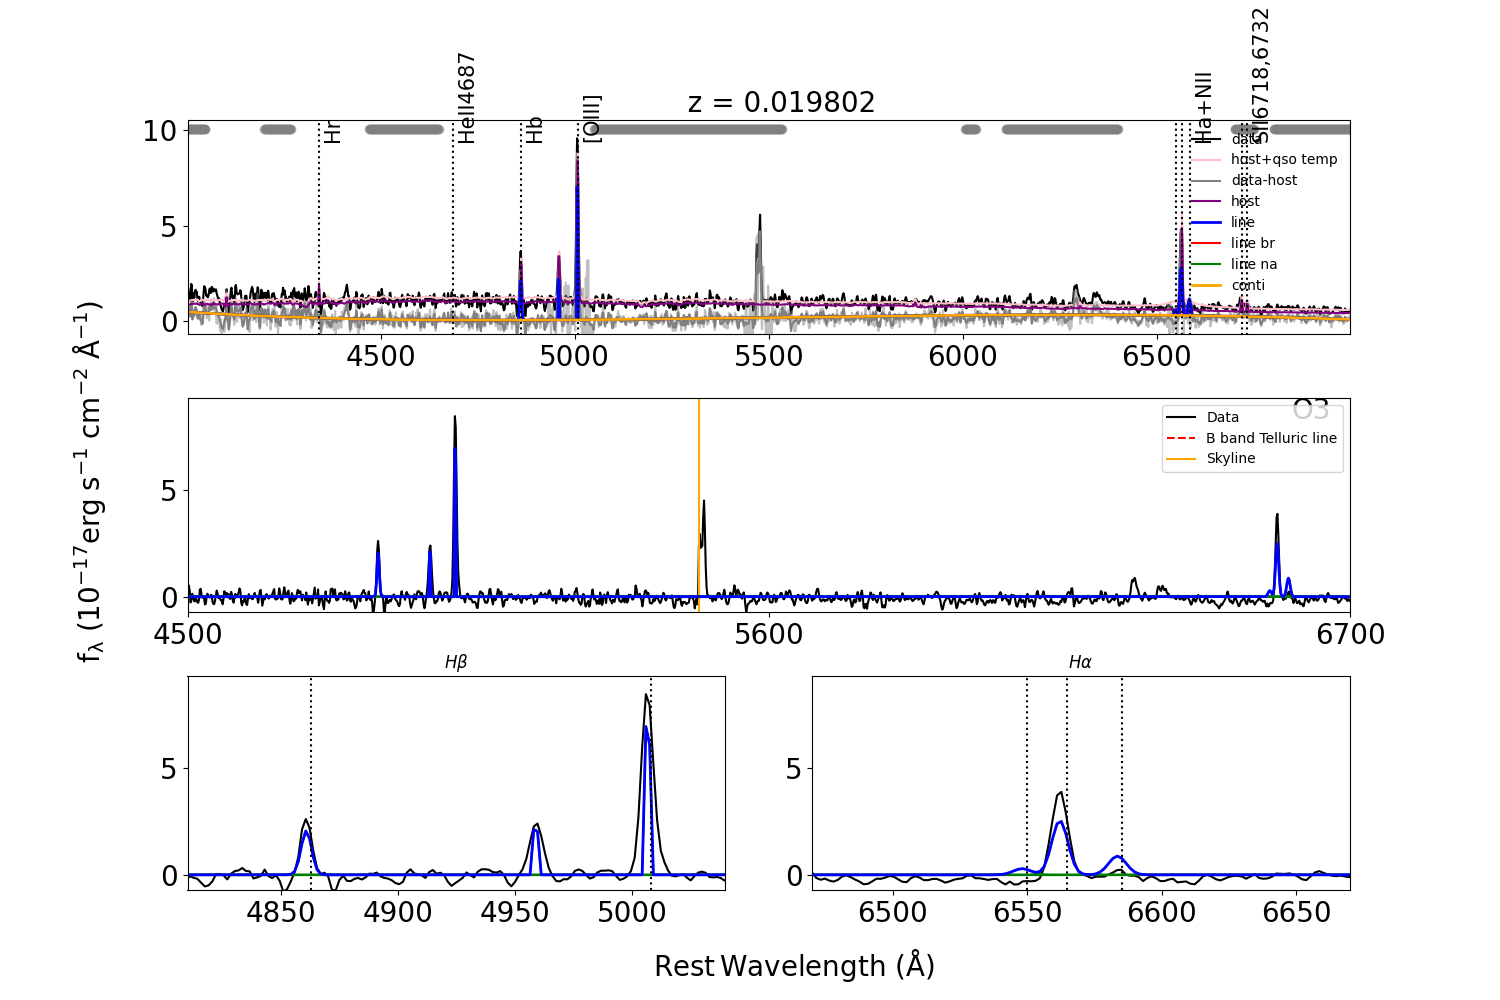 z = 0.019802
Hr
HeII4687
Hb
[OIII]
Ha+NII
SII6718,6732
data
host+qso temp
data-host
host
line
line br
line na
conti
10
5
0
4500
5000
5500
6000
6500
O3
Data
B band Telluric line
Skyline
5
0
4500
5600
6700
fλ (10⁻¹⁷erg s⁻¹ cm⁻² Å⁻¹)
Hβ
5
0
4850
4900
4950
5000
Hα
5
0
6500
6550
6600
6650
Rest Wavelength (Å)